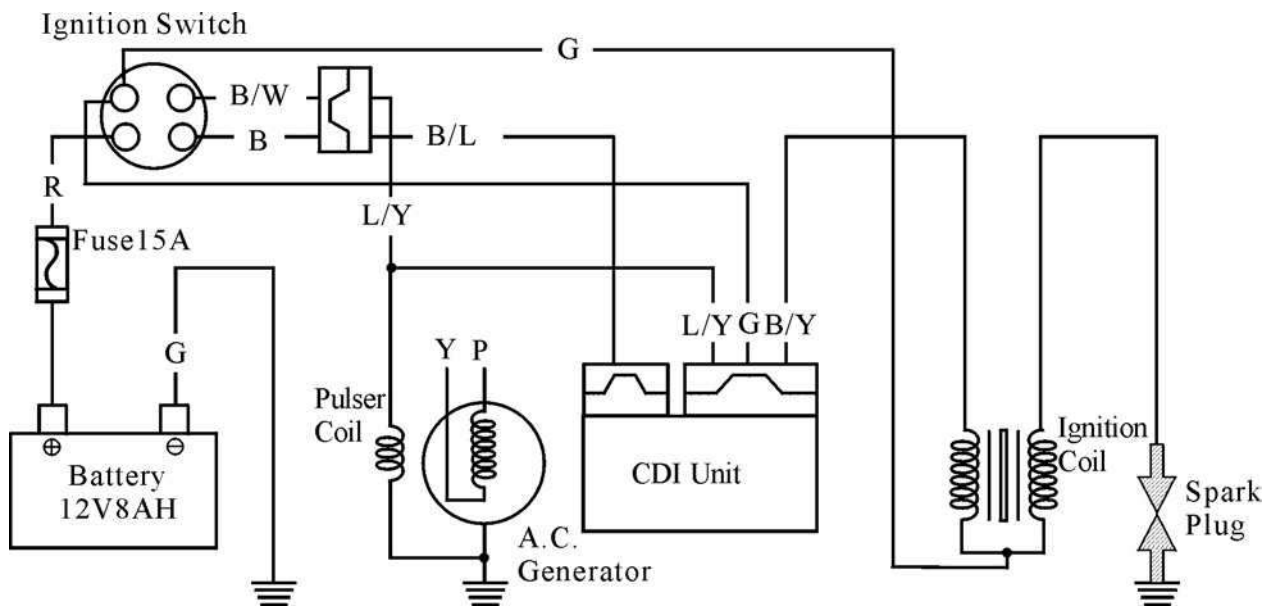 Ignition Switch
G
B/W
B
B/L
R
L/Y
Fuse15A
G
L/Y G B/Y
Y P
Pulser
Coil
Battery
12V8AH
CDI Unit
Ignition
Coil
Spark
Plug
A.C.
Generator